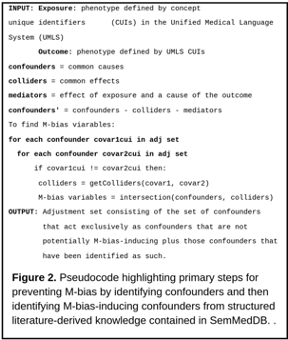 INPUT: Exposure: phenotype defined by concept
unique identifiers (CUIs) in the Unified Medical Language
System (UMLS)
Outcome: phenotype defined by UMLS CUIs
confounders = common causes
colliders = common effects
mediators = effect of exposure and a cause of the outcome
confounders' = confounders - colliders - mediators
To find M-bias viarables:
for each confounder covar1cui in adj set
for each confounder covar2cui in adj set
if covar1cui != covar2cui then:
colliders = getColliders(covar1, covar2)
M-bias variables = intersection(confounders, colliders)
OUTPUT: Adjustment set consisting of the set of confounders
that act exclusively as confounders that are not
potentially M-bias-inducing plus those confounders that
have been identified as such.
Figure 2. Pseudocode highlighting primary steps for
preventing M-bias by identifying confounders and then
identifying M-bias-inducing confounders from structured
literature-derived knowledge contained in SemMedDB. .